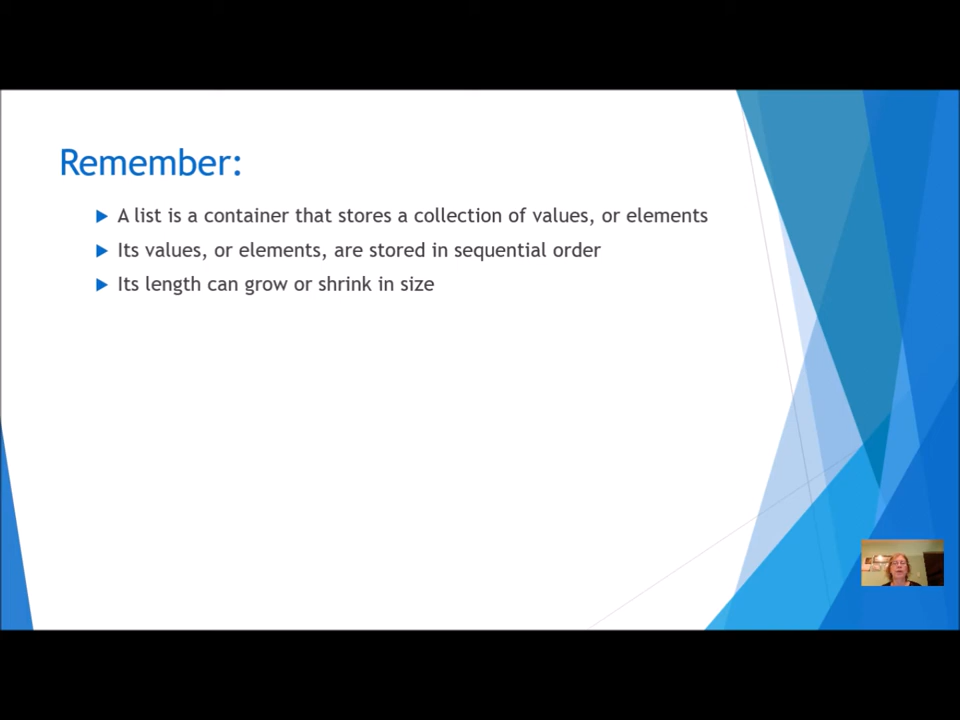 Remember:
A list is a container that stores a collection of values, or elements
Its values, or elements, are stored in sequential order
Its length can grow or shrink in size